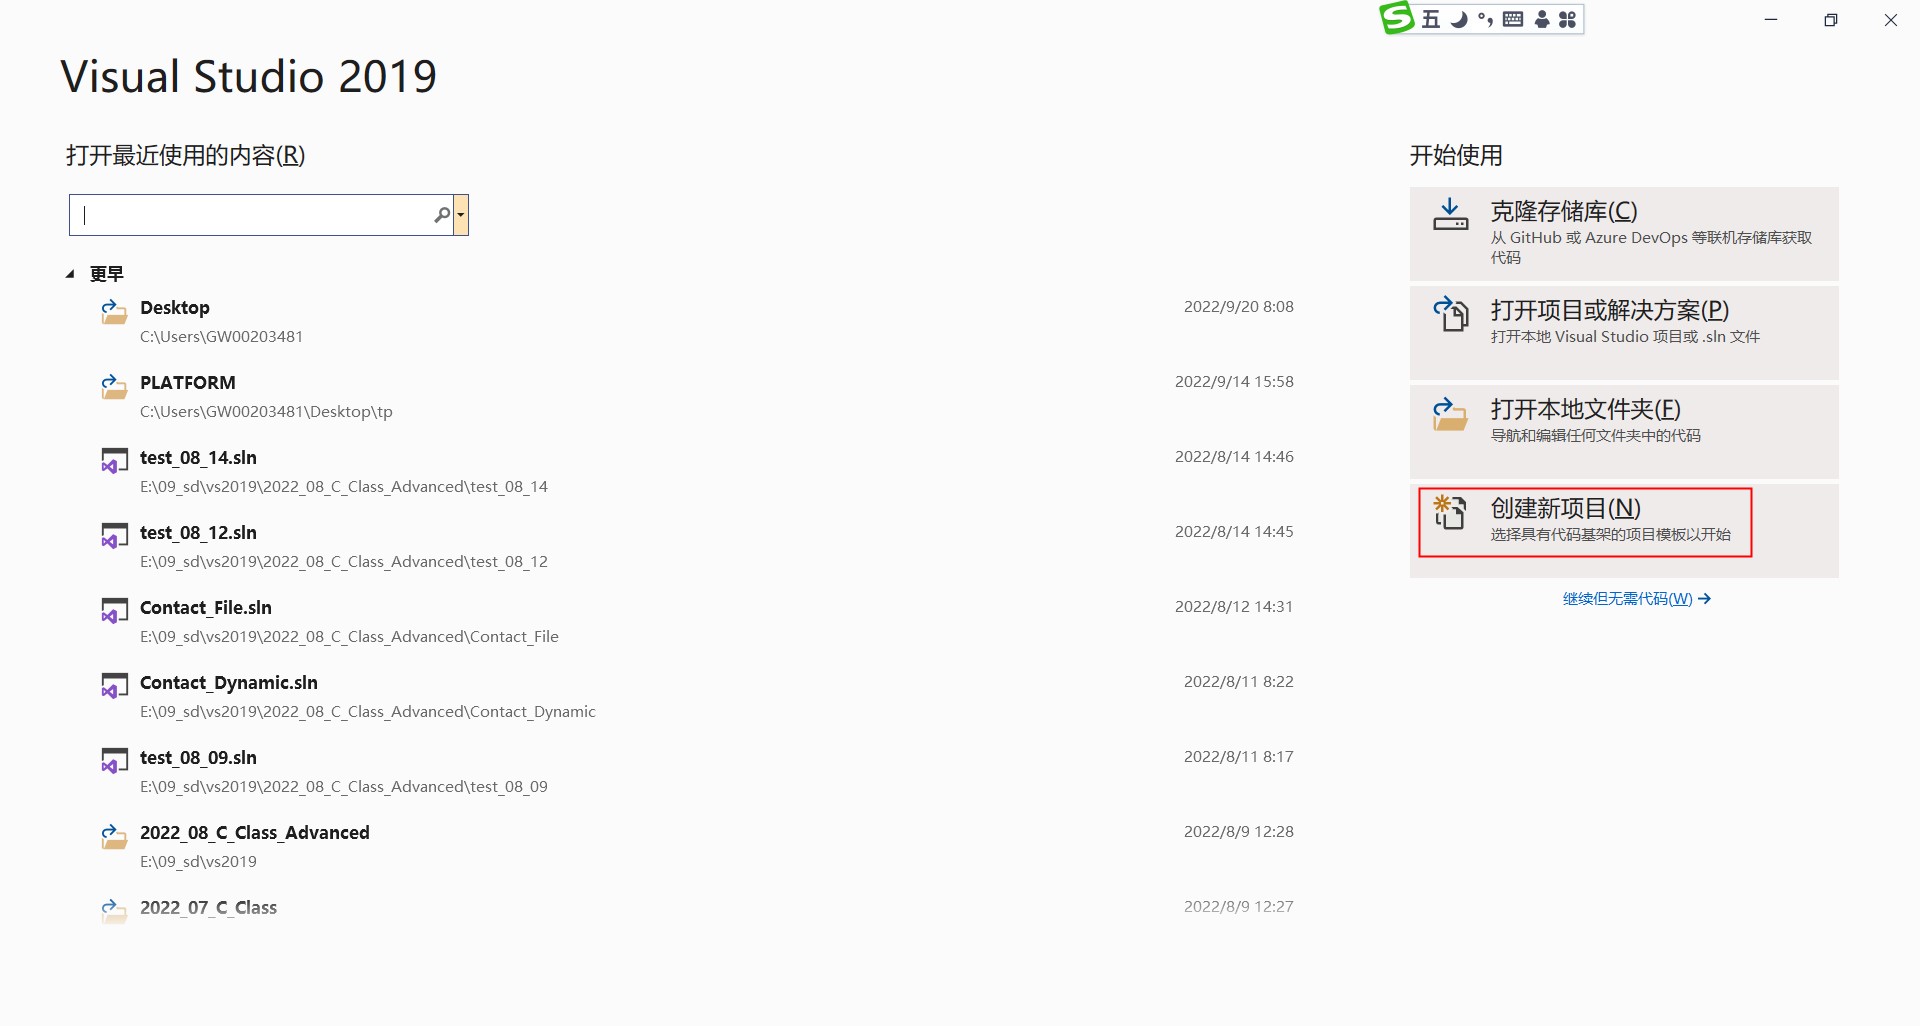 五
Visual Studio 2019
打开最近使用的内容(R)
更早
Desktop
2022/9/20 8:08
C:\Users\GW00203481
PLATFORM
2022/9/14 15:58
C:\Users\GW00203481\Desktop\tp
test_08_14.sln
2022/8/14 14:46
E:\09_sd\vs2019\2022_08_C_Class_Advanced\test_08_14
test_08_12.sln
2022/8/14 14:45
E:\09_sd\vs2019\2022_08_C_Class_Advanced\test_08_12
Contact_File.sln
2022/8/12 14:31
E:\09_sd\vs2019\2022_08_C_Class_Advanced\Contact_File
Contact_Dynamic.sln
2022/8/11 8:22
E:\09_sd\vs2019\2022_08_C_Class_Advanced\Contact_Dynamic
test_08_09.sln
2022/8/11 8:17
E:\09_sd\vs2019\2022_08_C_Class_Advanced\test_08_09
2022_08_C_Class_Advanced
2022/8/9 12:28
E:\09_sd\vs2019
2022_07_C_Class
2022/8/9 12:27
开始使用
克隆存储库(C)
从 GitHub 或 Azure DevOps 等联机存储库获取
代码
打开项目或解决方案(P)
打开本地 Visual Studio 项目或 .sln 文件
打开本地文件夹(F)
导航和编辑任何文件夹中的代码
创建新项目(N)
选择具有代码基架的项目模板以开始
继续但无需代码(W) →